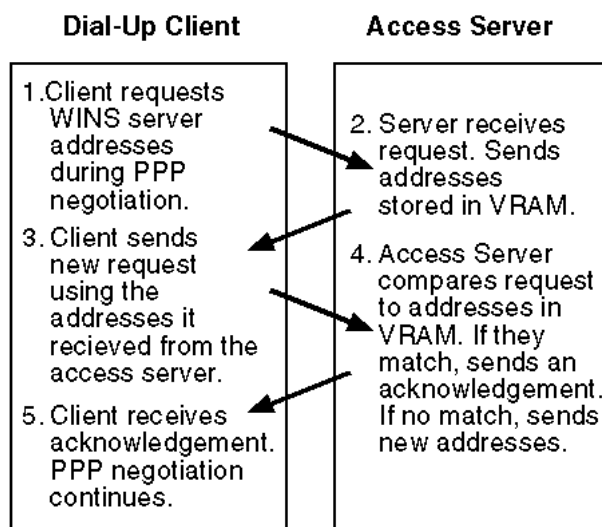 Dial-Up Client
Access Server
1.Client requests
WINS server
addresses
during PPP
negotiation.
2. Server receives
request. Sends
addresses
stored in VRAM.
3. Client sends
new request
using the
addresses it
recieved from the
access server.
4. Access Server
compares request
to addresses in
VRAM. If they
match, sends an
acknowledgement.
If no match, sends
new addresses.
5. Client receives
acknowledgement.
PPP negotiation
continues.